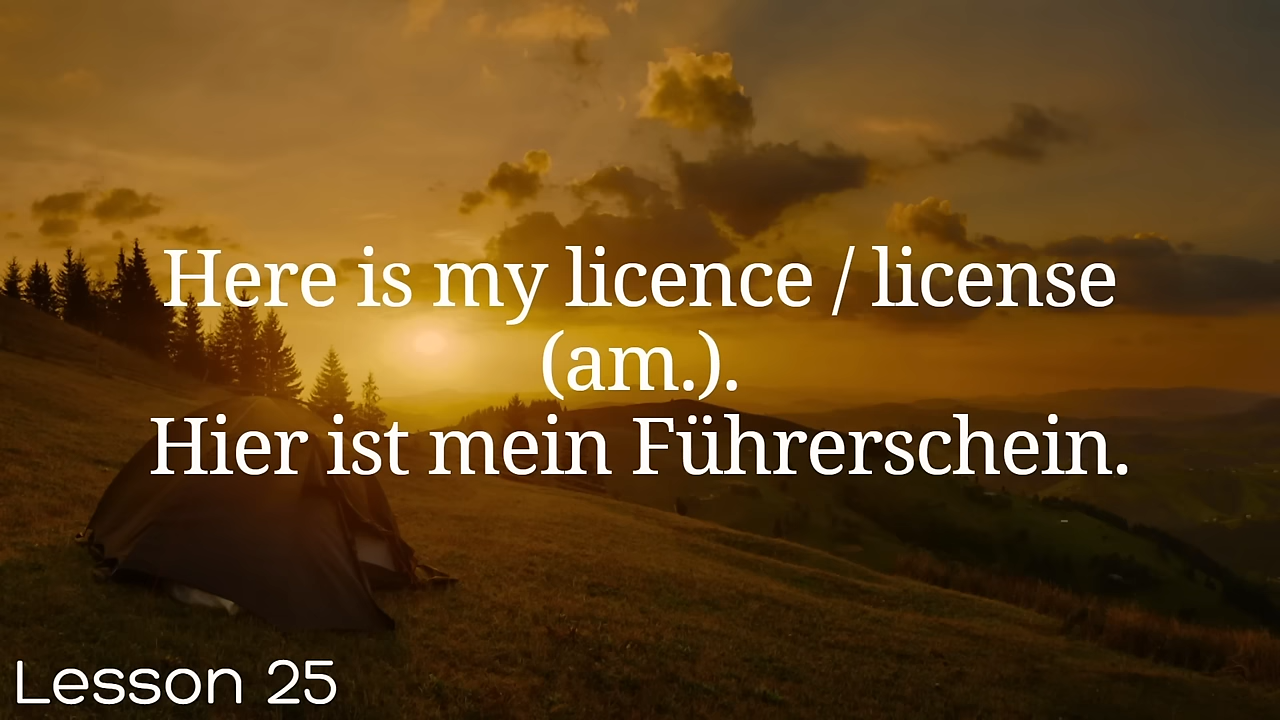 Here is my licence / license
(am.).
Hier ist mein Führerschein.
Lesson 25